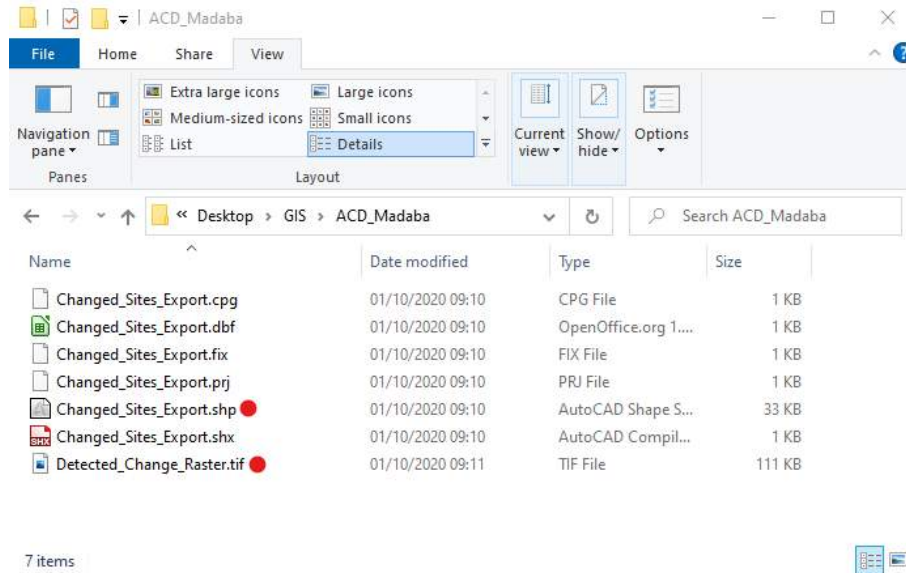 ACD_Madaba
File Home Share View
Extra large icons Large icons
Medium-sized icons Small icons
List Details
Navigation pane
Current view
Show/ hide
Options
Panes Layout
« Desktop › GIS › ACD_Madaba Search ACD_Madaba
Name Date modified Type Size
Changed_Sites_Export.cpg 01/10/2020 09:10 CPG File 1 KB
Changed_Sites_Export.dbf 01/10/2020 09:10 OpenOffice.org 1.... 1 KB
Changed_Sites_Export.fix 01/10/2020 09:10 FIX File 1 KB
Changed_Sites_Export.prj 01/10/2020 09:10 PRJ File 1 KB
Changed_Sites_Export.shp 01/10/2020 09:10 AutoCAD Shape S... 33 KB
Changed_Sites_Export.shx 01/10/2020 09:10 AutoCAD Compil... 1 KB
Detected_Change_Raster.tif 01/10/2020 09:11 TIF File 111 KB
7 items